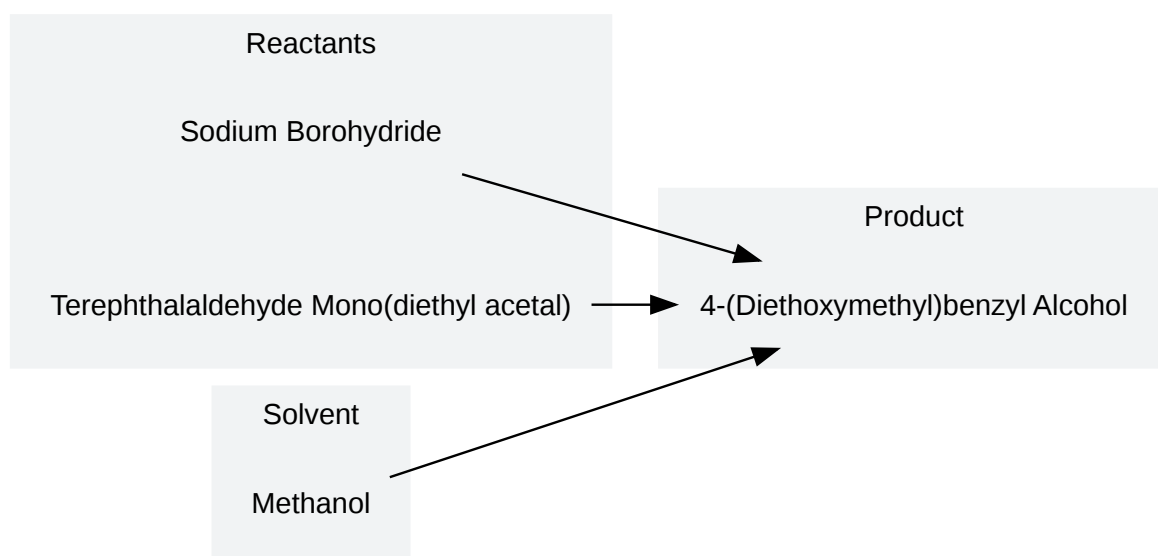 Reactants
Sodium Borohydride
Terephthalaldehyde Mono(diethyl acetal)
Product
4-(Diethoxymethyl)benzyl Alcohol
Solvent
Methanol